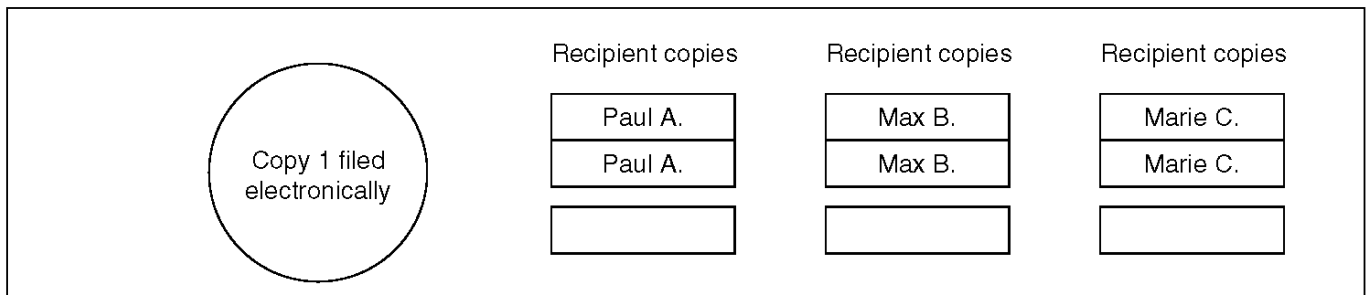 Copy 1 filed
electronically
Recipient copies
Paul A.
Paul A.
Recipient copies
Max B.
Max B.
Recipient copies
Marie C.
Marie C.